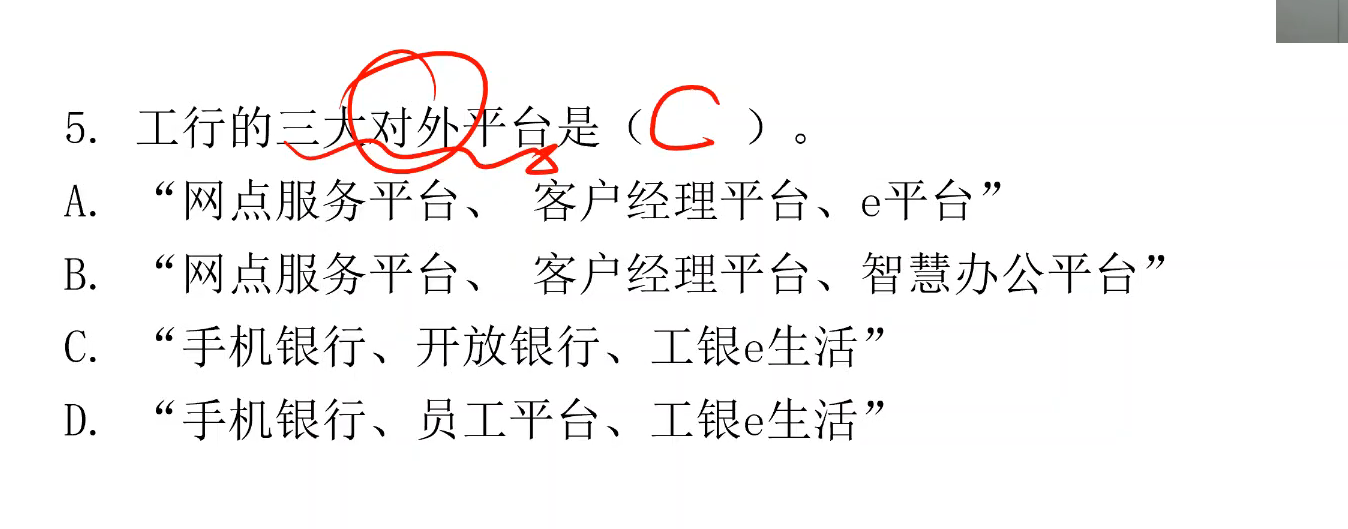 5. 工行的三大对外平台是（ C ）。
A. “网点服务平台、 客户经理平台、e平台”
B. “网点服务平台、 客户经理平台、智慧办公平台”
C. “手机银行、开放银行、工银e生活”
D. “手机银行、员工平台、工银e生活”